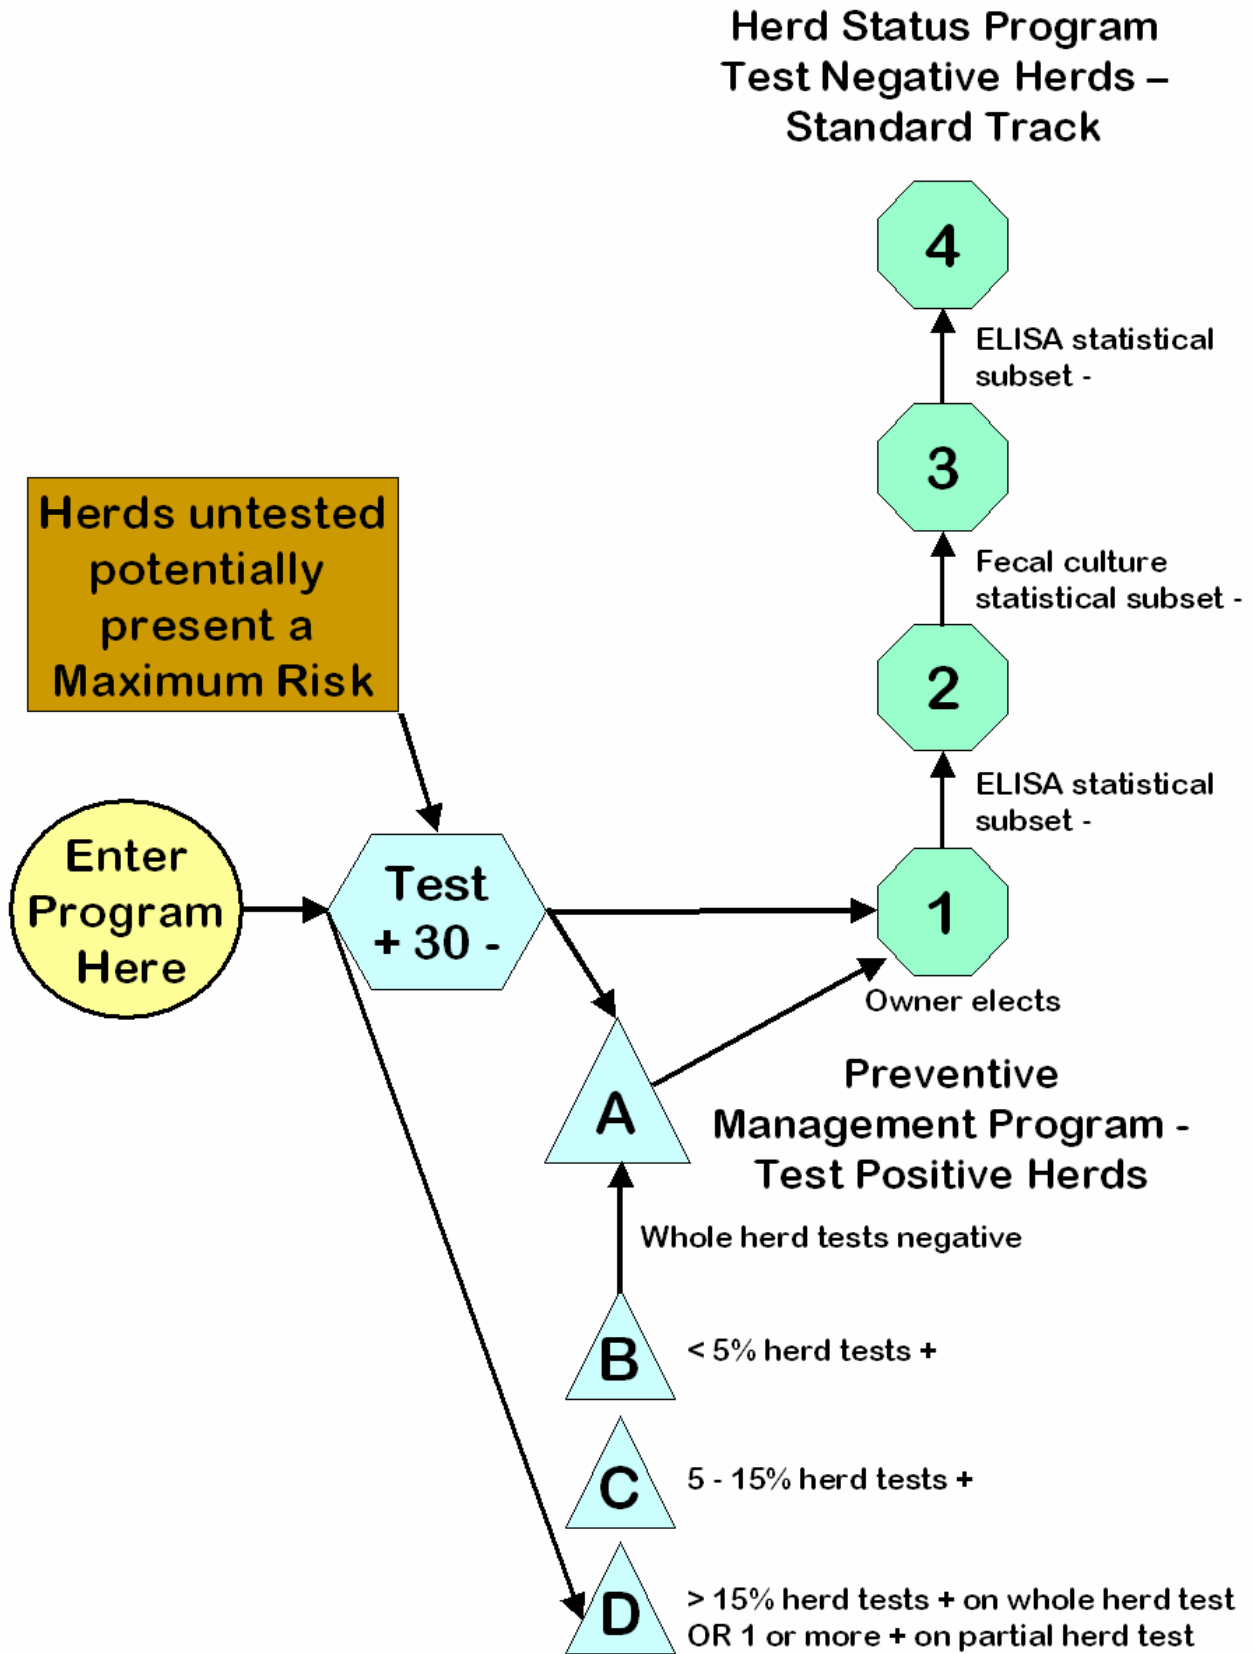 Herd Status Program
Test Negative Herds –
Standard Track
4
ELISA statistical
subset -
3
Fecal culture
statistical subset -
2
ELISA statistical
subset -
1
Owner elects
Herds untested
potentially
present a
Maximum Risk
Enter
Program
Here
Test
+ 30 -
A
Preventive
Management Program -
Test Positive Herds
Whole herd tests negative
B
< 5% herd tests +
C
5 - 15% herd tests +
D
> 15% herd tests + on whole herd test
OR 1 or more + on partial herd test